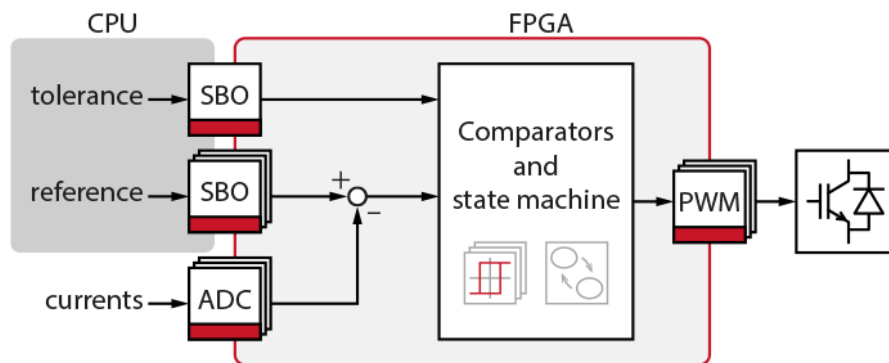 CPU
FPGA
tolerance
SBO
Comparators
and
state machine
reference
SBO
+
−
PWM
currents
ADC